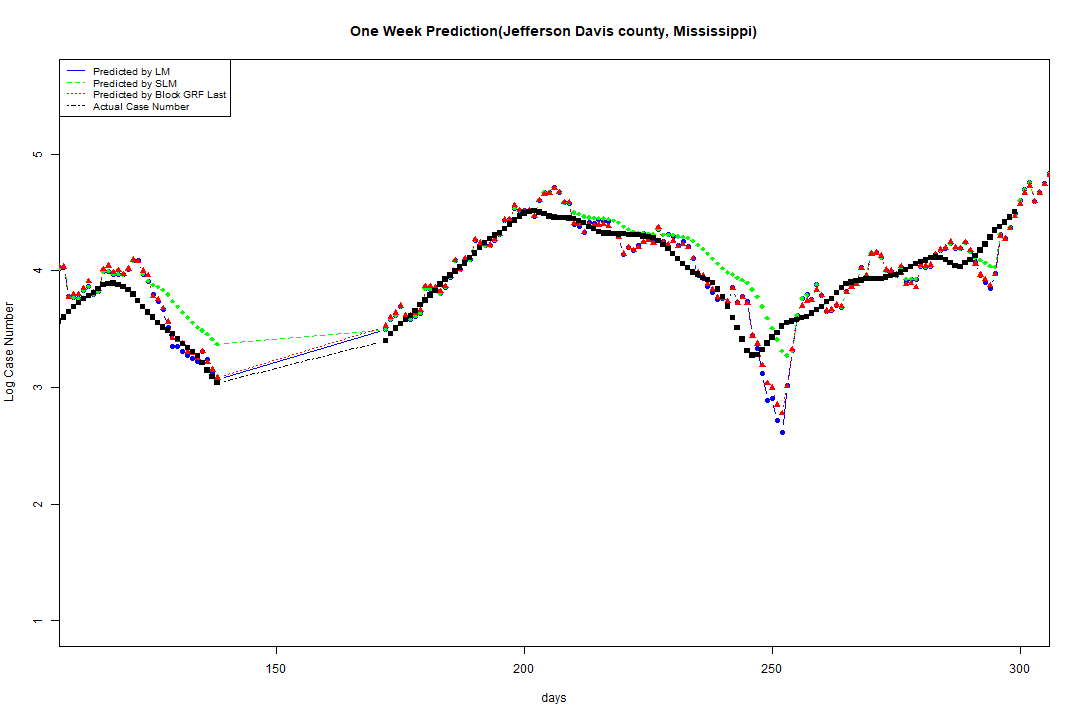 One Week Prediction(Jefferson Davis county, Mississippi)
Predicted by LM
Predicted by SLM
Predicted by Block GRF Last
Actual Case Number
5
4
3
2
1
Log Case Number
150 200 250 300
days